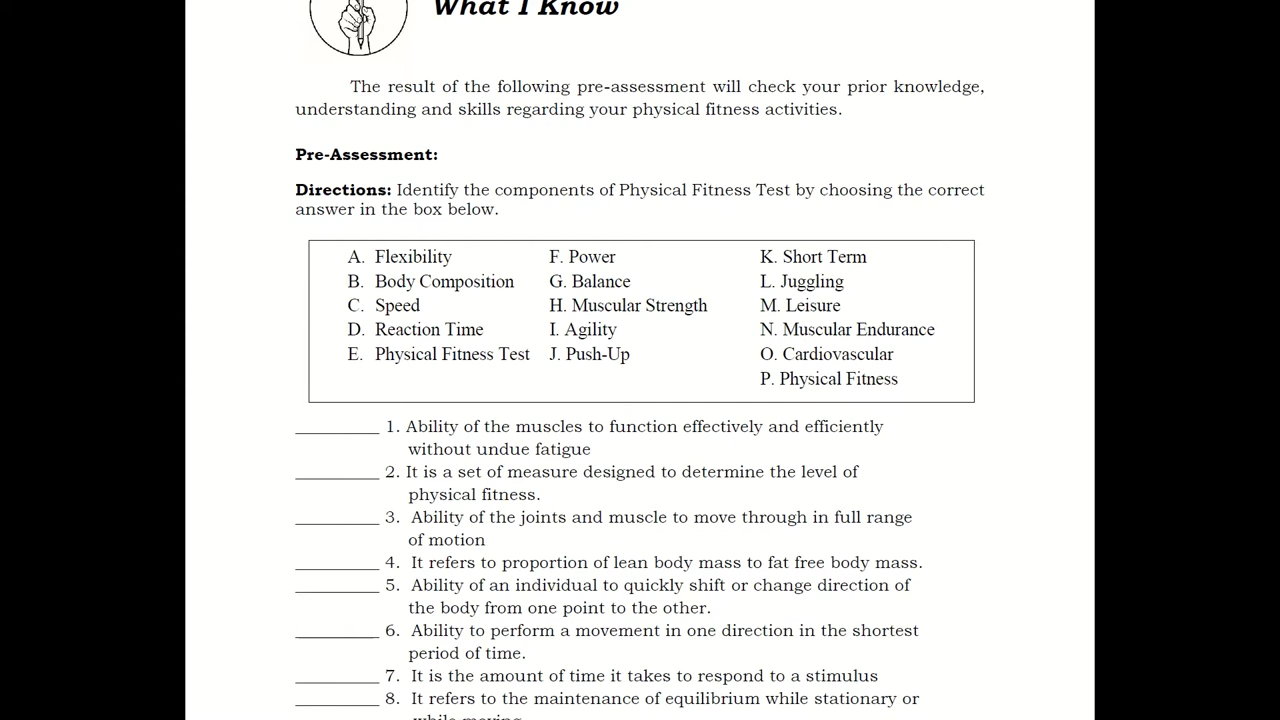 What I Know
The result of the following pre-assessment will check your prior knowledge,
understanding and skills regarding your physical fitness activities.
Pre-Assessment:
Directions: Identify the components of Physical Fitness Test by choosing the correct
answer in the box below.
A. Flexibility
B. Body Composition
C. Speed
D. Reaction Time
E. Physical Fitness Test
F. Power
G. Balance
H. Muscular Strength
I. Agility
J. Push-Up
K. Short Term
L. Juggling
M. Leisure
N. Muscular Endurance
O. Cardiovascular
P. Physical Fitness
__________ 1. Ability of the muscles to function effectively and efficiently
without undue fatigue
__________ 2. It is a set of measure designed to determine the level of
physical fitness.
__________ 3. Ability of the joints and muscle to move through in full range
of motion
__________ 4. It refers to proportion of lean body mass to fat free body mass.
__________ 5. Ability of an individual to quickly shift or change direction of
the body from one point to the other.
__________ 6. Ability to perform a movement in one direction in the shortest
period of time.
__________ 7. It is the amount of time it takes to respond to a stimulus
__________ 8. It refers to the maintenance of equilibrium while stationary or
while moving